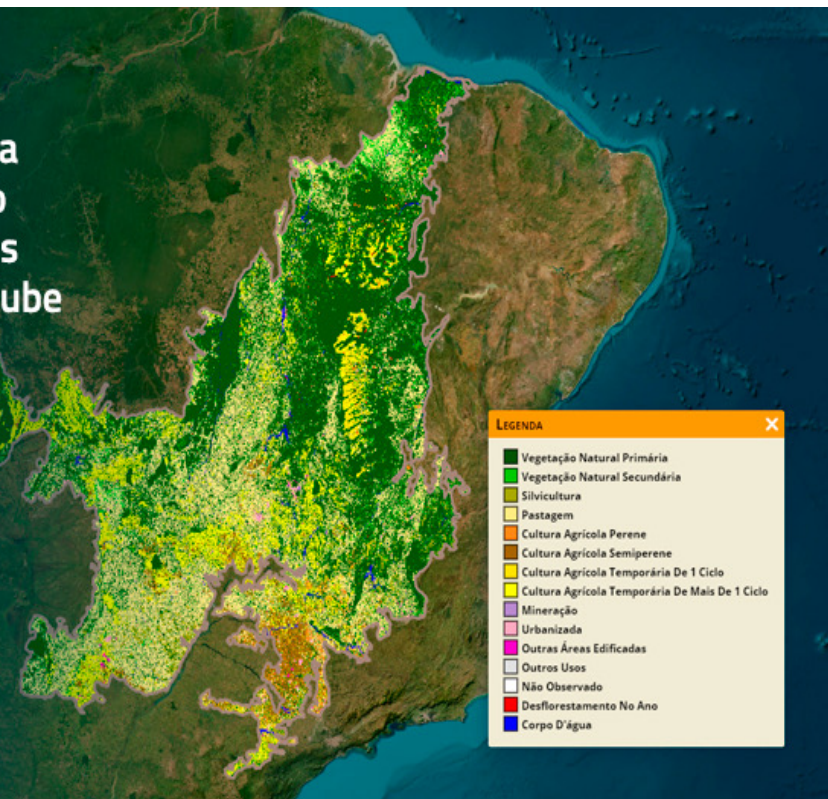 a
o
s
ube
LEGENDA
Vegetação Natural Primária
Vegetação Natural Secundária
Silvicultura
Pastagem
Cultura Agrícola Perene
Cultura Agrícola Semiperene
Cultura Agrícola Temporária De 1 Ciclo
Cultura Agrícola Temporária De Mais De 1 Ciclo
Mineração
Urbanizada
Outras Áreas Edificadas
Outros Usos
Não Observado
Desflorestamento No Ano
Corpo D'água